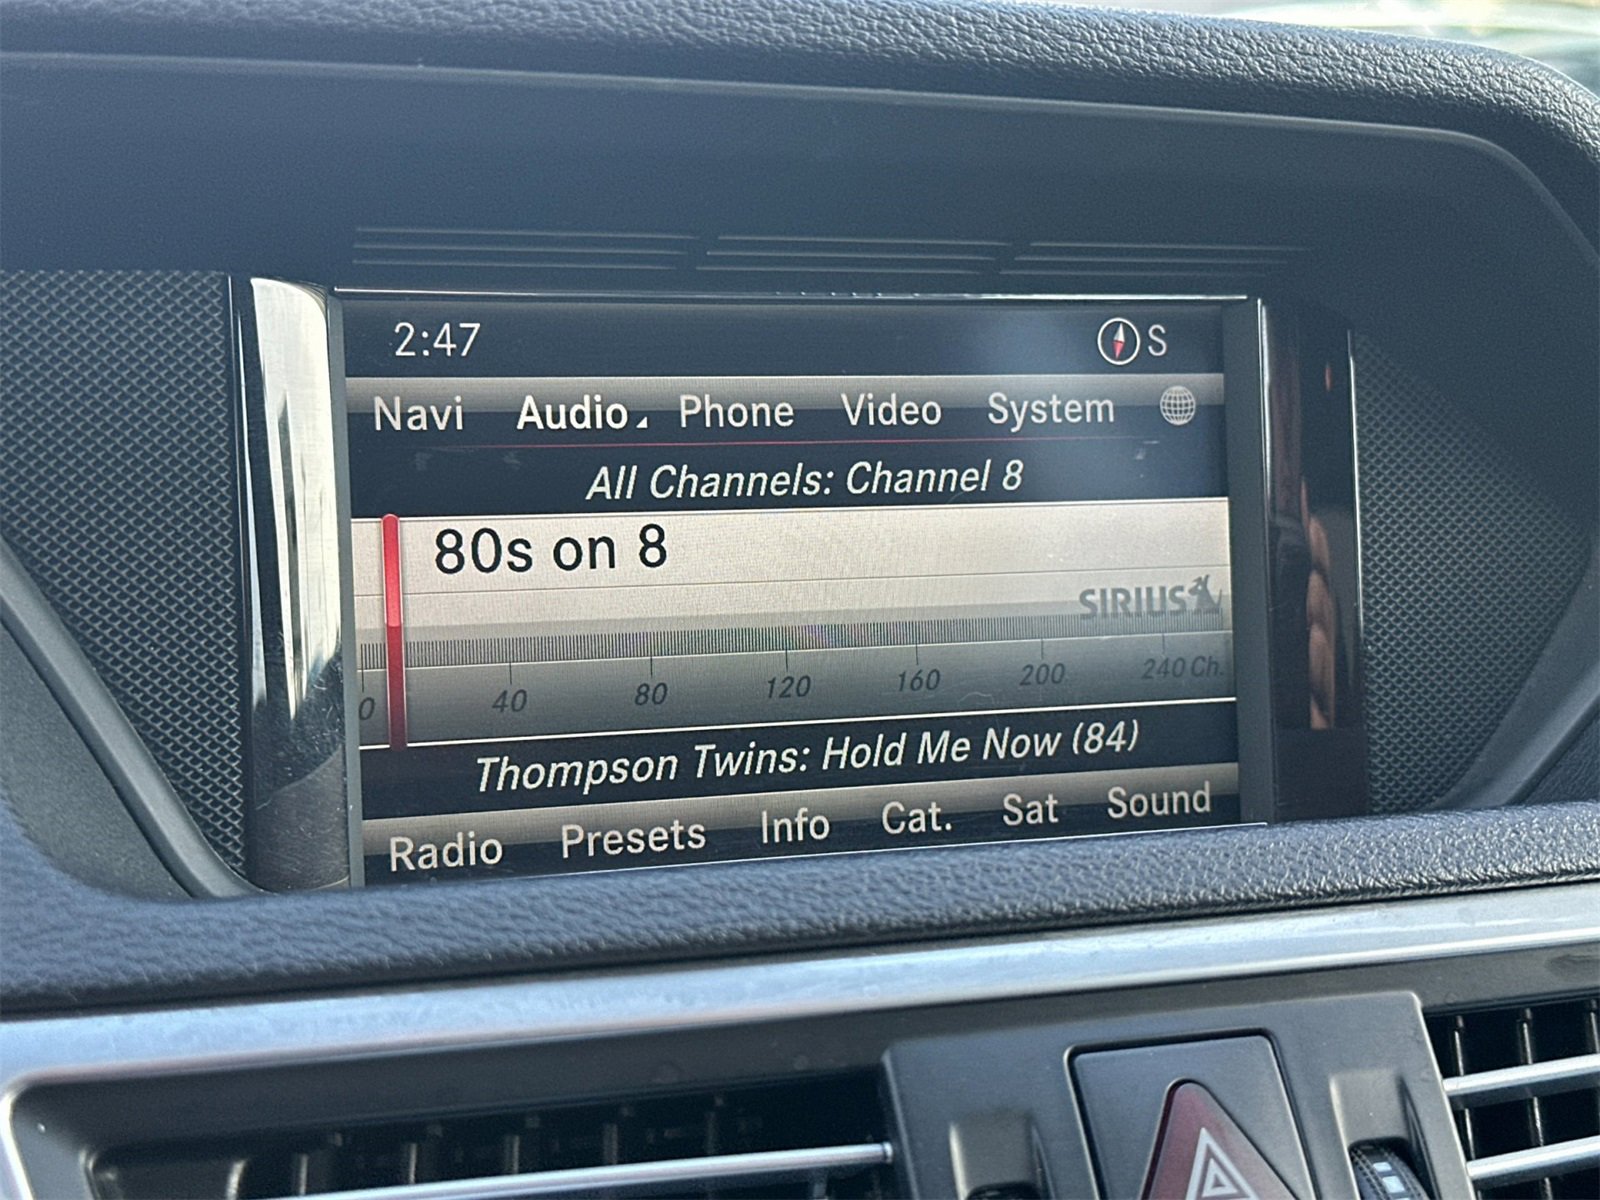 2:47 S
Navi Audio Phone Video System
All Channels: Channel 8
80s on 8
SIRIUS
0 40 80 120 160 200 240 Ch.
Thompson Twins: Hold Me Now (84)
Radio Presets Info Cat. Sat Sound